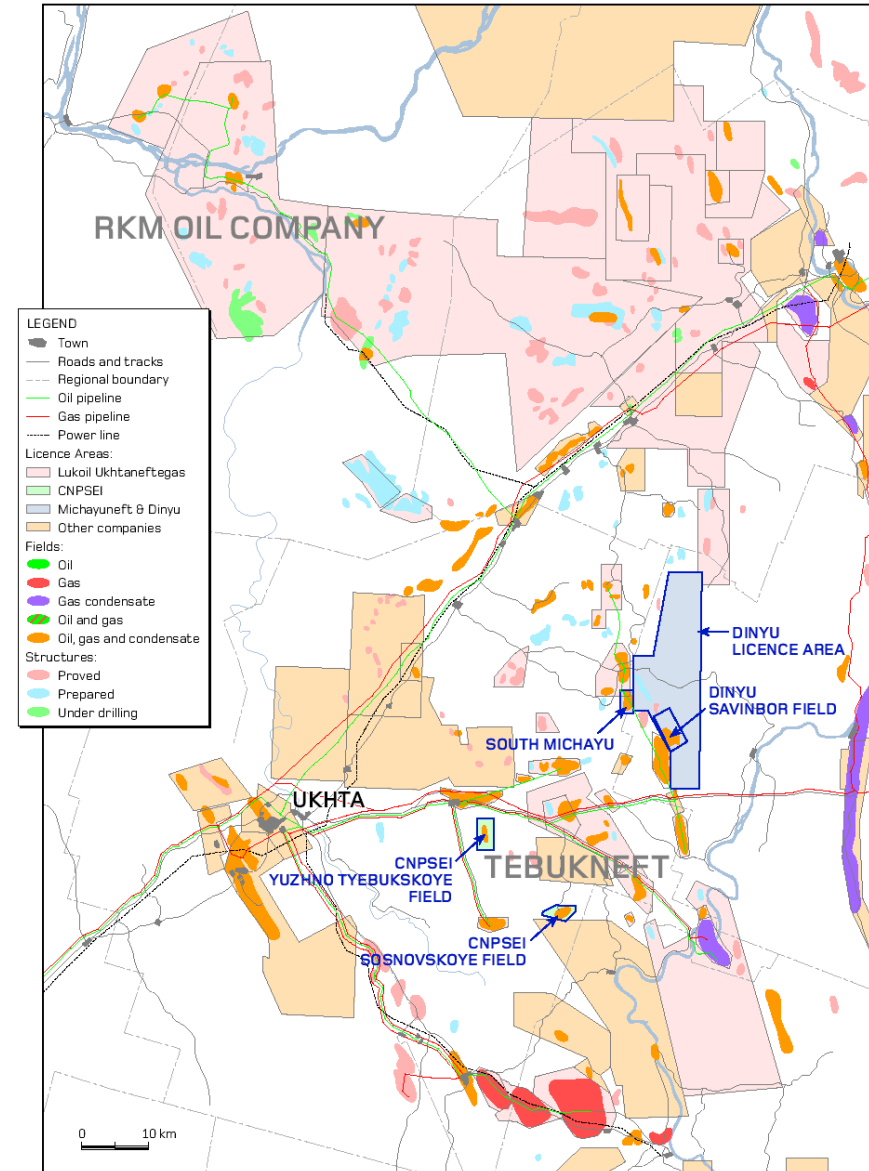 RKM OIL COMPANY
LEGEND
Town
Roads and tracks
Regional boundary
Oil pipeline
Gas pipeline
Power line
Licence Areas:
Lukoil Ukhtaneftegas
CNPSEI
Michayuneft & Dinyu
Other companies
Fields:
Oil
Gas
Gas condensate
Oil and gas
Oil, gas and condensate
Structures:
Proved
Prepared
Under drilling
DINYU
LICENCE AREA
DINYU
SAVINBOR FIELD
SOUTH MICHAYU
UKHTA
CNPSEI
YUZHNO TYEBUKSKOYE
FIELD
TEBUKNEFT
CNPSEI
SOSNOVSKOYE FIELD
0 10 km